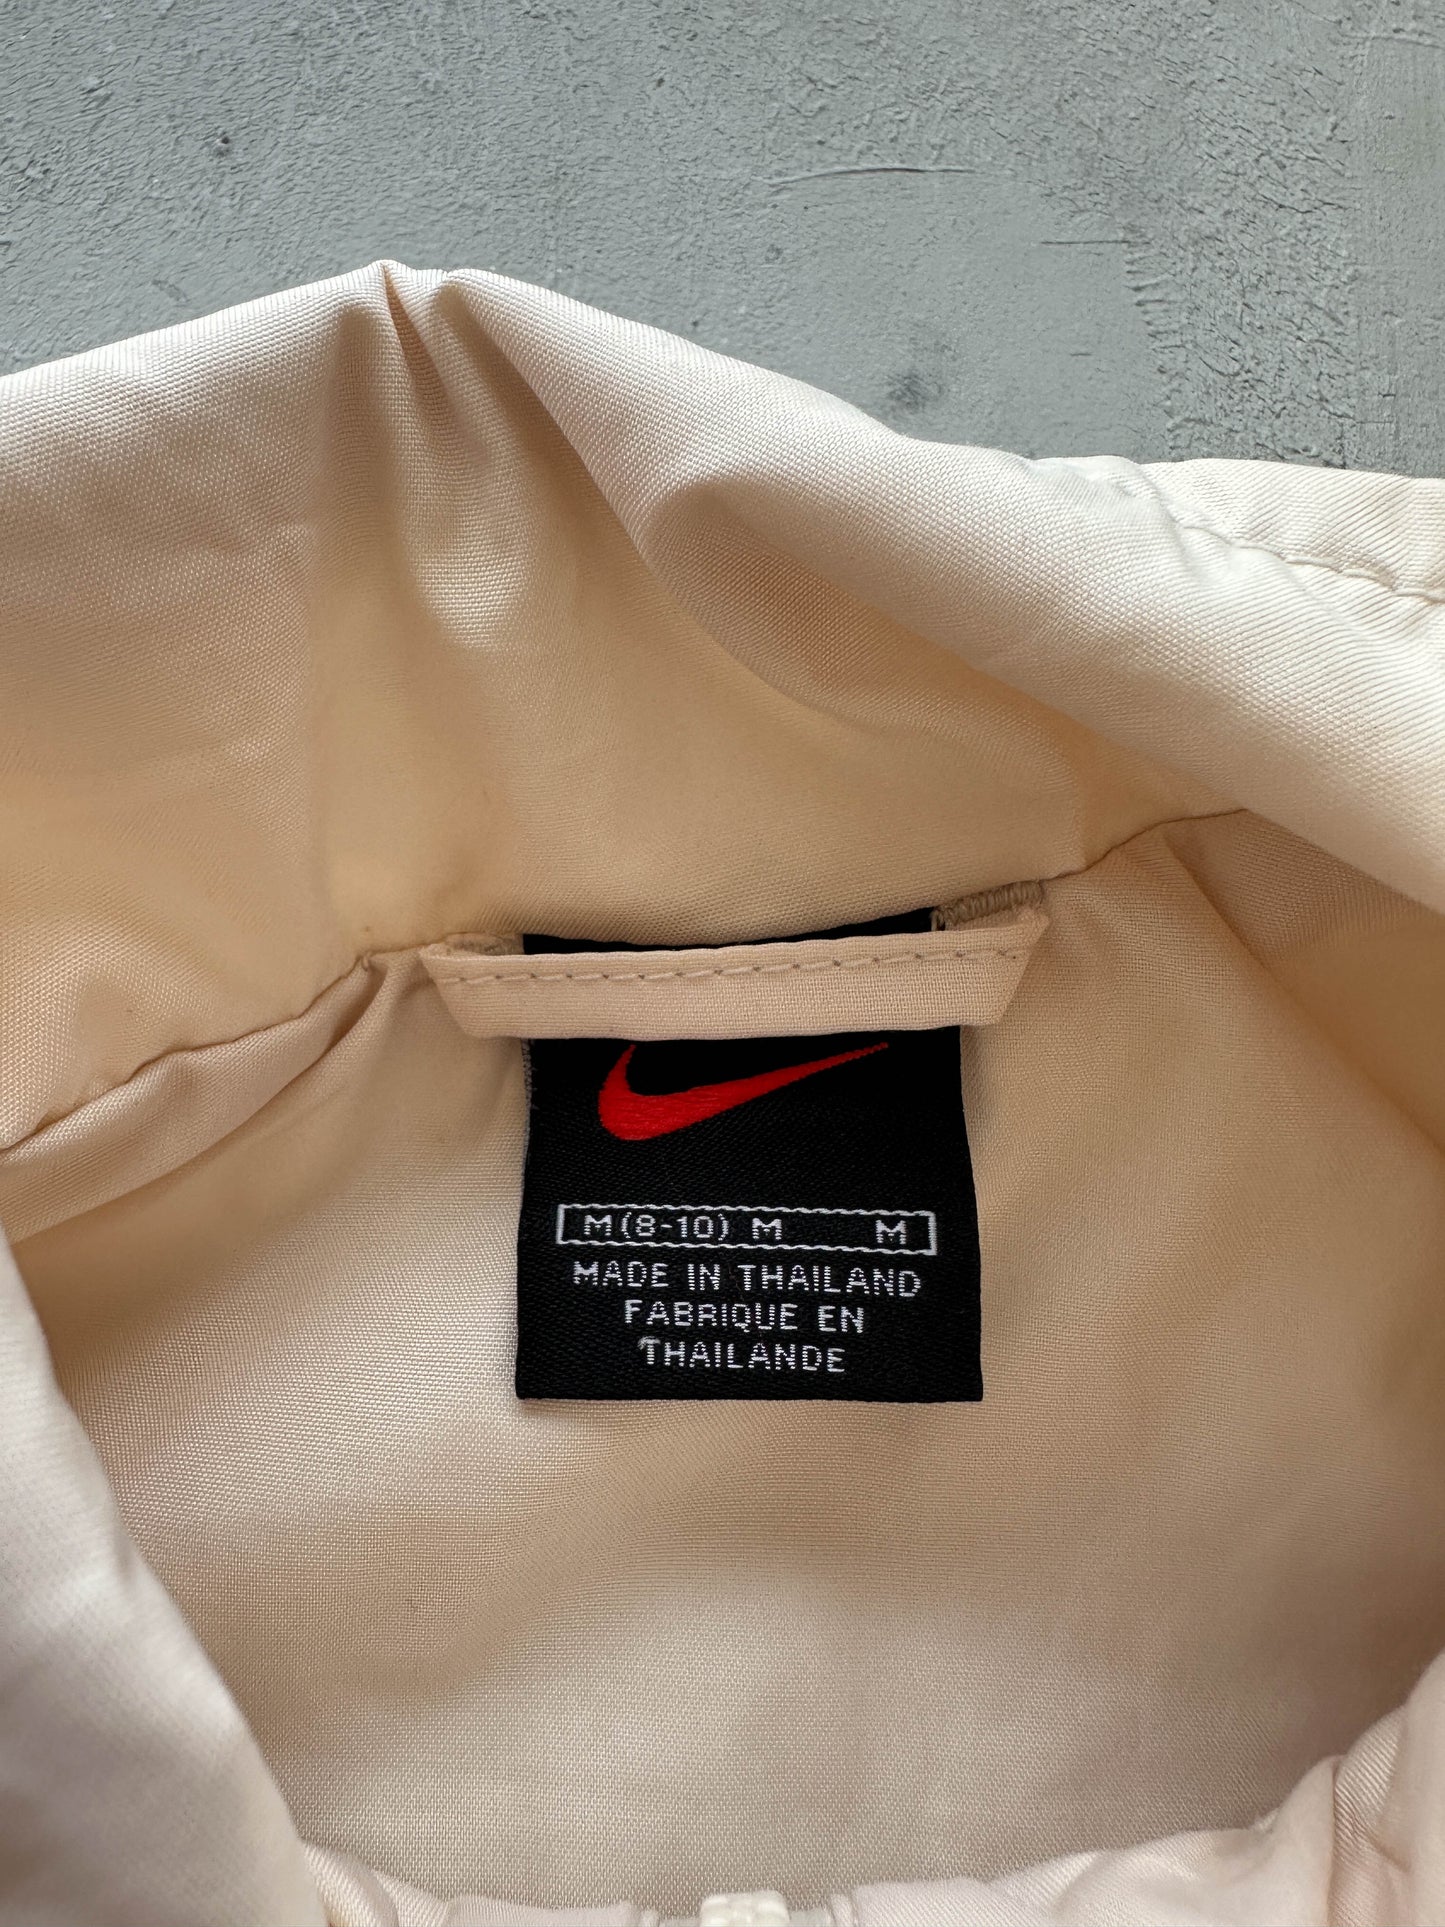 M (8-10) M M
MADE IN THAILAND
FABRIQUE EN
THAILANDE